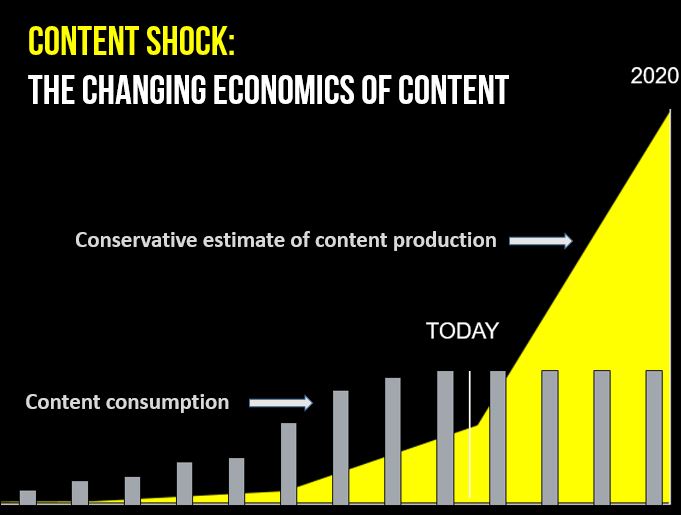 CONTENT SHOCK:
THE CHANGING ECONOMICS OF CONTENT
2020
Conservative estimate of content production
TODAY
Content consumption